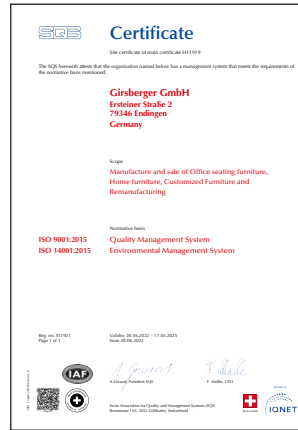 SQS
Certificate
Site certificate of main certificate H11919
The SQS herewith attests that the organisation named below has a management system that meets the requirements of
the normative basis mentioned.
Girsberger GmbH
Ersteiner Straße 2
79346 Endingen
Germany
Scope
Manufacture and sale of Office seating furniture,
Home furniture, Customized Furniture and
Remanufacturing
Normative basis
ISO 9001:2015 Quality Management System
ISO 14001:2015 Environmental Management System
Reg. no. H11921
Page 1 of 1
Validity 28.06.2022 – 17.05.2025
Issue 28.06.2022
A. Grisard, President SQS
F. Müller, CEO
IAF
Swiss Association for Quality and Management Systems (SQS)
Bernstrasse 103, 3052 Zollikofen, Switzerland
IQNET